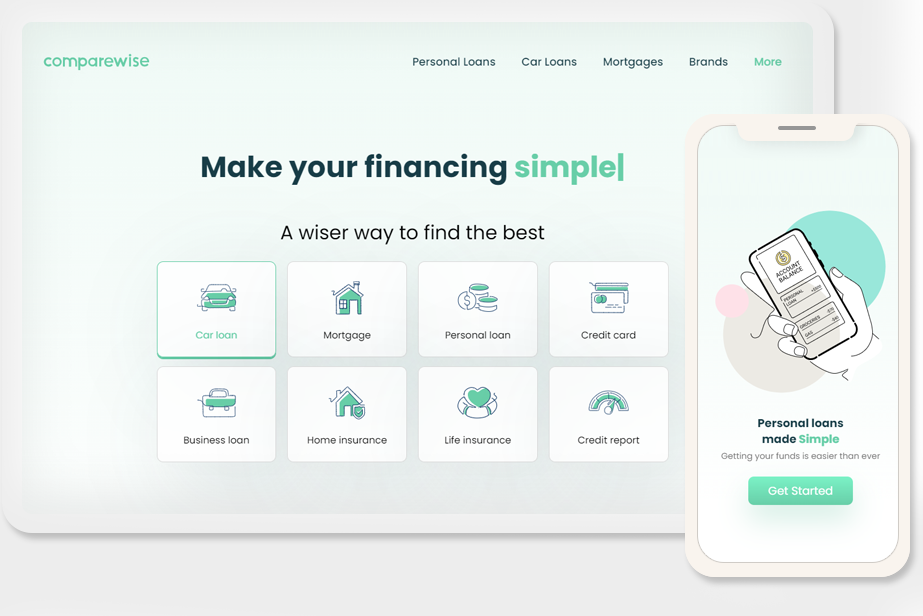 comparewise
Personal Loans
Car Loans
Mortgages
Brands
More
Make your financing simple
A wiser way to find the best
Car loan
Mortgage
Personal loan
Credit card
Business loan
Home insurance
Life insurance
Credit report
ACCOUNT
BALANCE
PERSONAL
LOAN
GROCERIES
GAS
Personal loans
made Simple
Getting your funds is easier than ever
Get Started